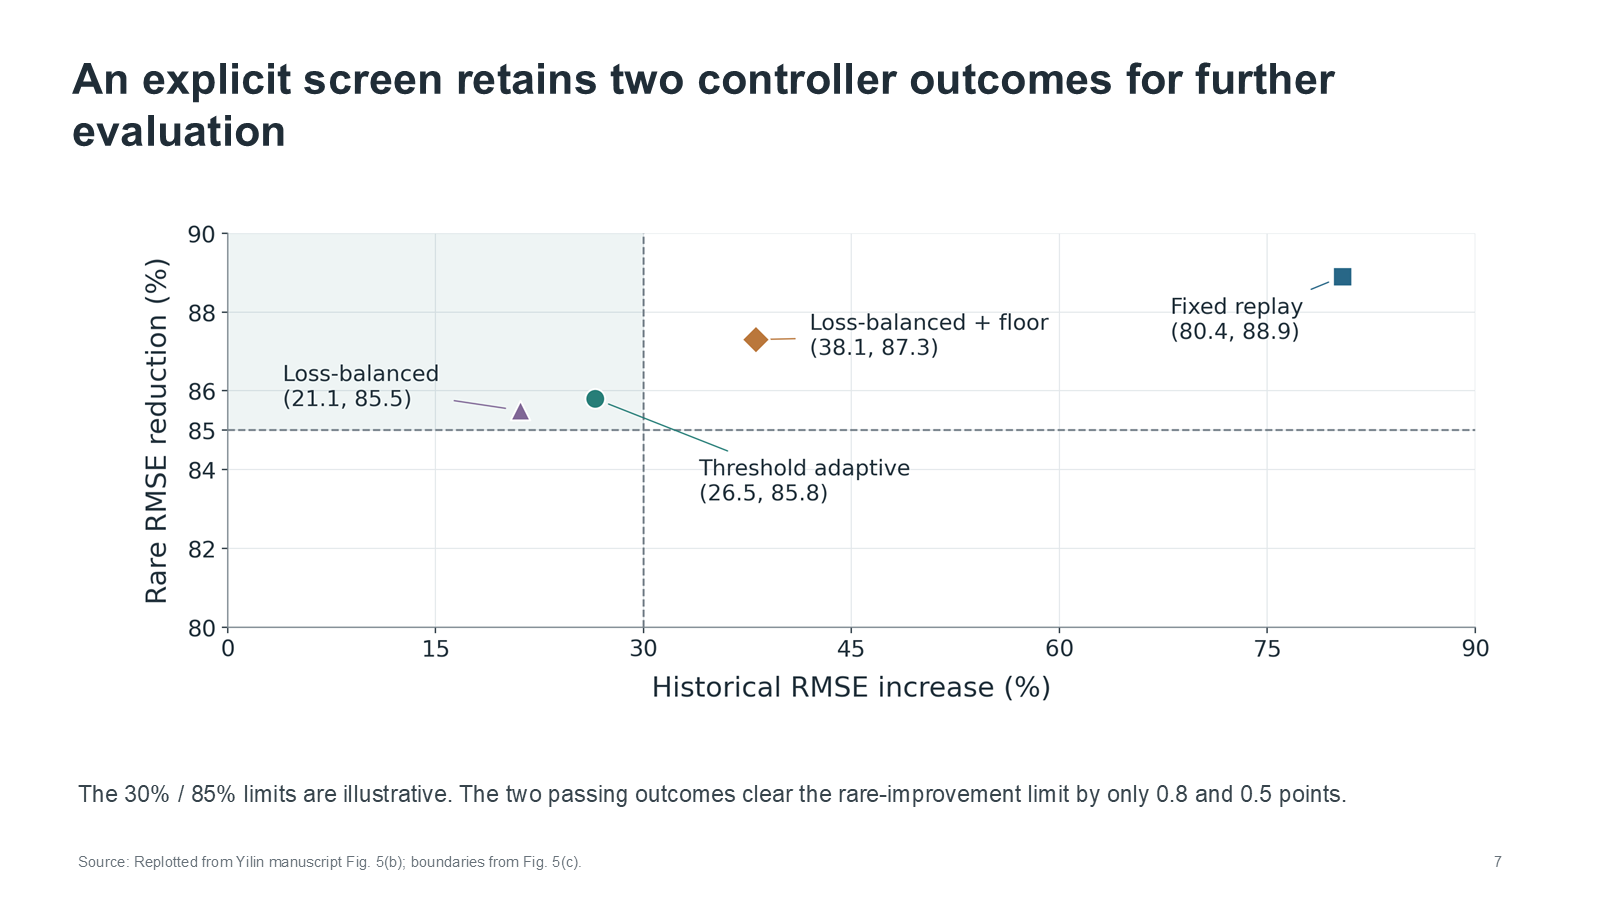 An explicit screen retains two controller outcomes for further
evaluation
Rare RMSE reduction (%)
90
88
86
85
84
82
80
Loss-balanced
(21.1, 85.5)
Threshold adaptive
(26.5, 85.8)
Loss-balanced + floor
(38.1, 87.3)
Fixed replay
(80.4, 88.9)
0
15
30
45
60
75
90
Historical RMSE increase (%)
The 30% / 85% limits are illustrative. The two passing outcomes clear the rare-improvement limit by only 0.8 and 0.5 points.
Source: Replotted from Yilin manuscript Fig. 5(b); boundaries from Fig. 5(c).
7